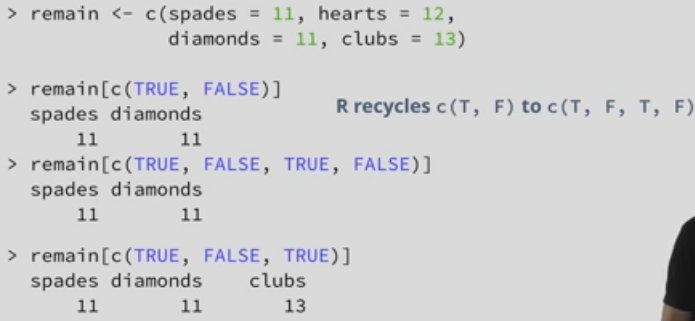 > remain <- c(spades = 11, hearts = 12,
diamonds = 11, clubs = 13)
> remain[c(TRUE, FALSE)]
R recycles c(T, F) to c(T, F, T, F)
spades diamonds
11 11
> remain[c(TRUE, FALSE, TRUE, FALSE)]
spades diamonds
11 11
> remain[c(TRUE, FALSE, TRUE)]
spades diamonds clubs
11 11 13